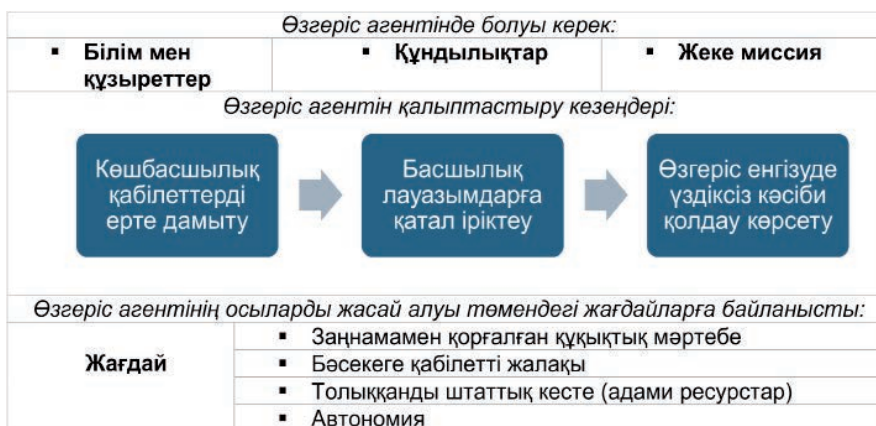 Өзгеріс агентінде болуы керек:
▪ Білім мен
құзыреттер
▪ Құндылықтар
▪ Жеке миссия
Өзгеріс агентін қалыптастыру кезеңдері:
Көшбасшылық
қабілеттерді
ерте дамыту
Басшылық
лауазымдарға
қатал іріктеу
Өзгеріс енгізуде
үздіксіз кәсіби
қолдау көрсету
Өзгеріс агентінің осыларды жасай алуы төмендегі жағдайларға байланысты:
Жағдай
▪ Заңнамамен қорғалған құқықтық мәртебе
▪ Бәсекеге қабілетті жалақы
▪ Толыққанды штаттық кесте (адами ресурстар)
▪ Автономия